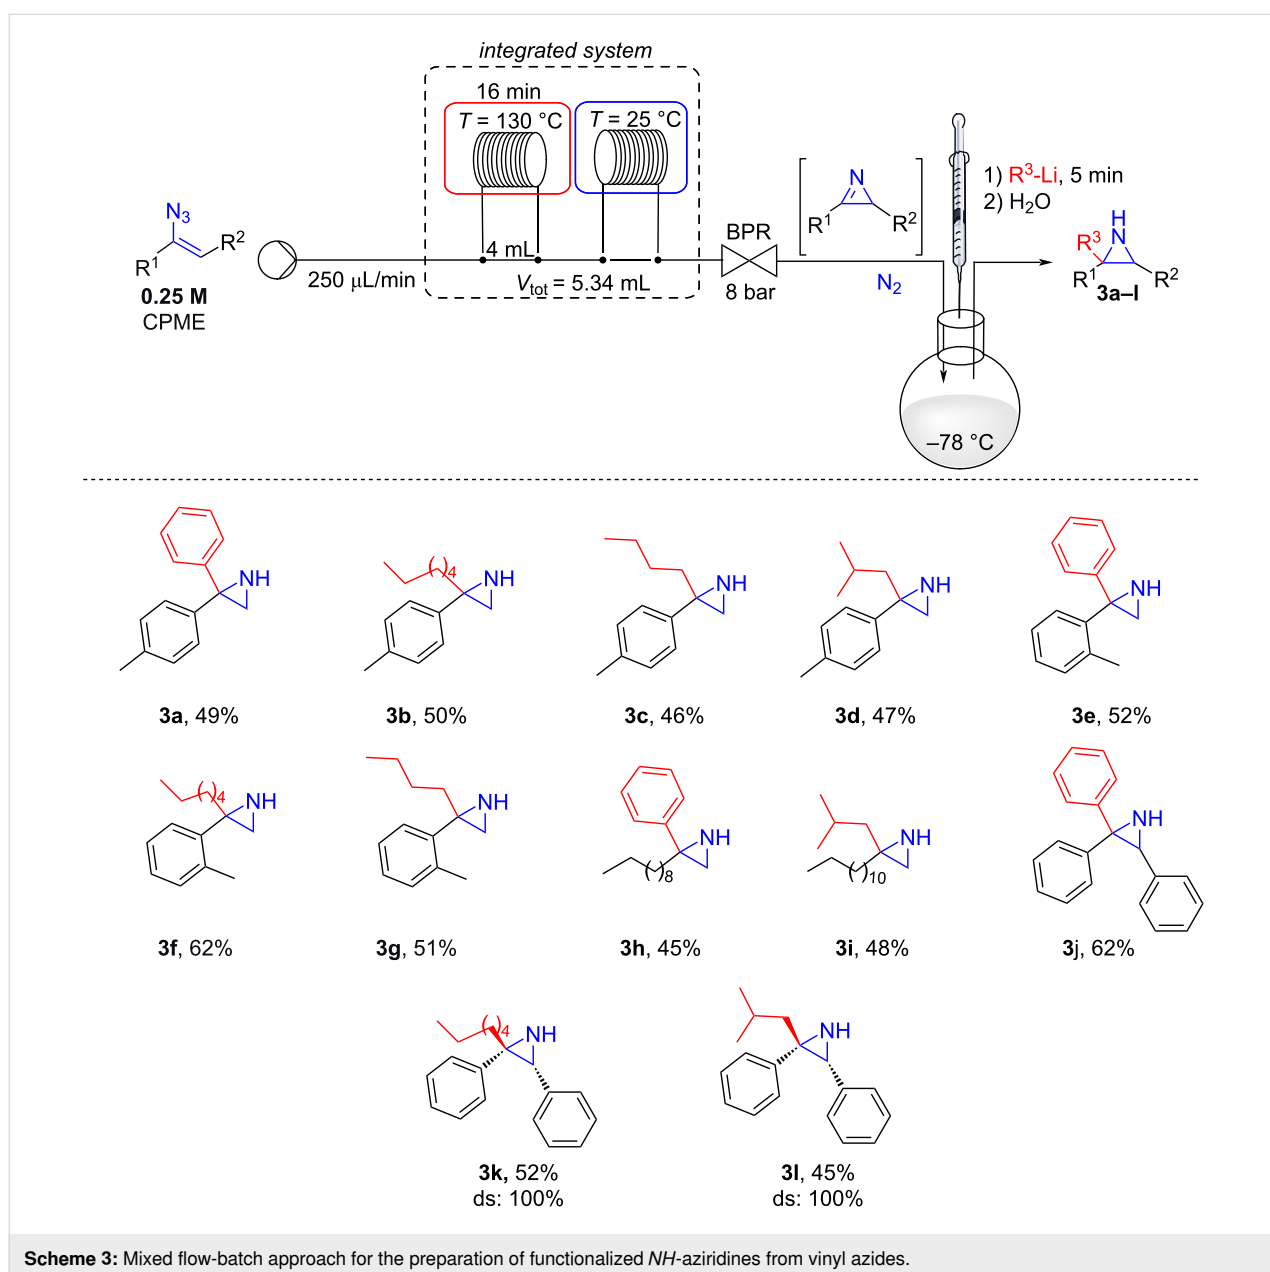 integrated system
16 min
T = 130 °C
T = 25 °C
4 mL
V_tot = 5.34 mL
N₃
R¹
R²
0.25 M
CPME
250 µL/min
BPR
8 bar
N
R¹
R²
N₂
1) R³-Li, 5 min
2) H₂O
–78 °C
NH
R³
R¹
R²
3a–l
NH
3a, 49%
( )4
NH
3b, 50%
NH
3c, 46%
NH
3d, 47%
NH
3e, 52%
( )4
NH
3f, 62%
NH
3g, 51%
NH
( )8
3h, 45%
NH
( )10
3i, 48%
NH
3j, 62%
( )4
NH
3k, 52%
ds: 100%
NH
3l, 45%
ds: 100%
Scheme 3: Mixed flow-batch approach for the preparation of functionalized NH-aziridines from vinyl azides.